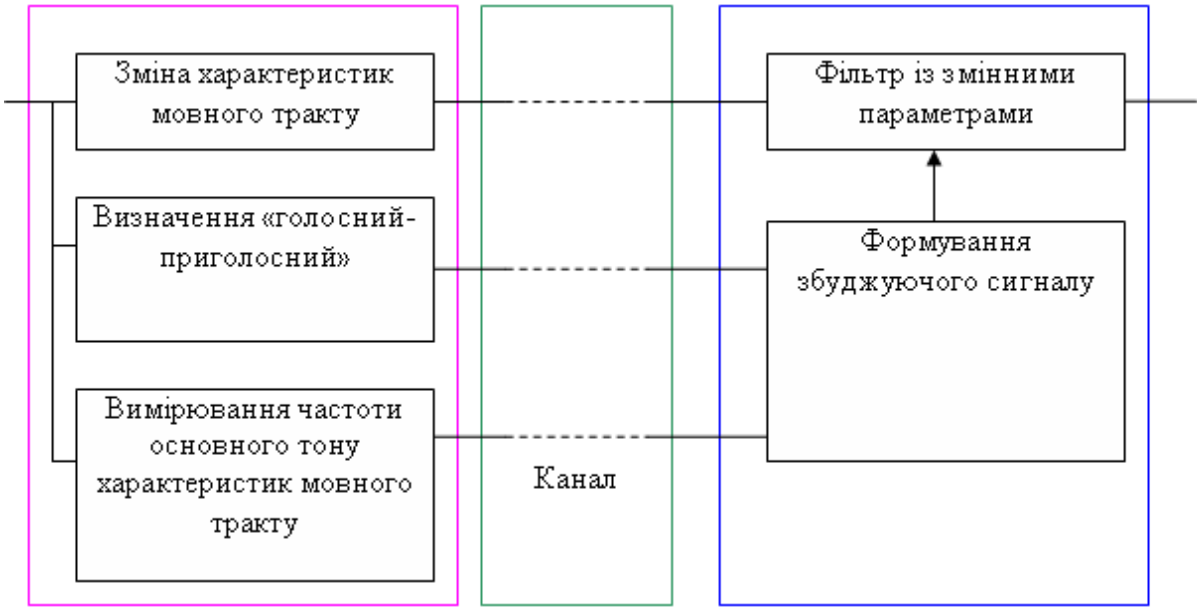 Зміна характеристик
мовного тракту
Визначення «голосний-
приголосний»
Вимірювання частоти
основного тону
характеристик мовного
тракту
Канал
Фільтр із змінними
параметрами
Формування
збуджуючого сигналу